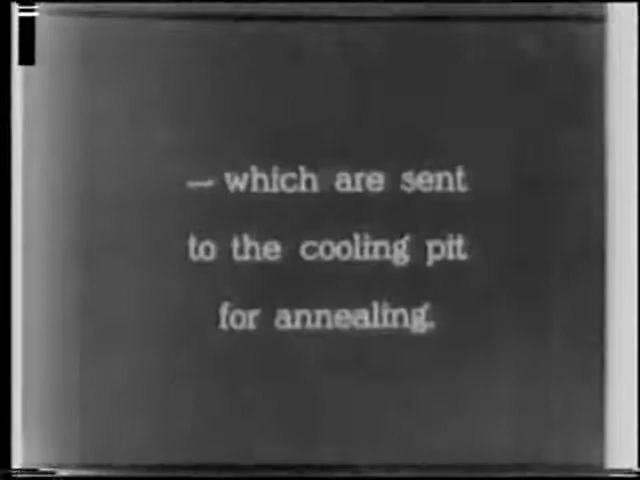 — which are sent
to the cooling pit
for annealing.